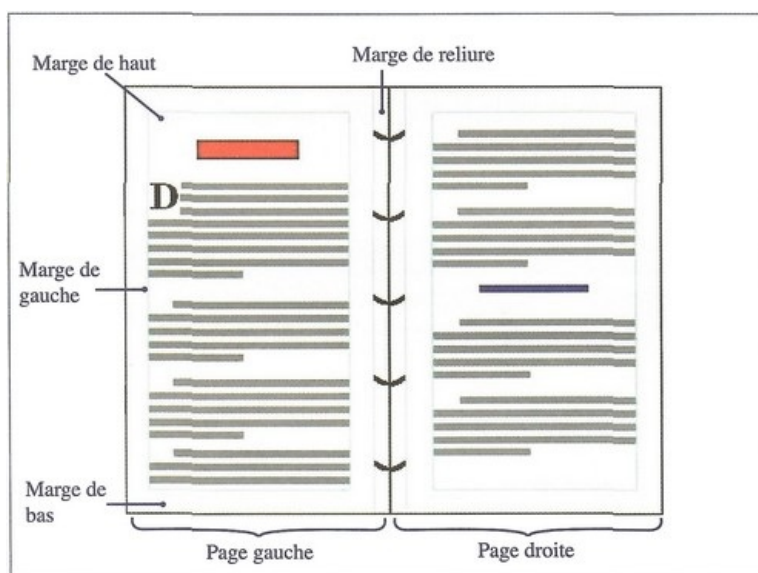 Marge de haut
Marge de reliure
D
Marge de
gauche
Marge de
bas
Page gauche
Page droite